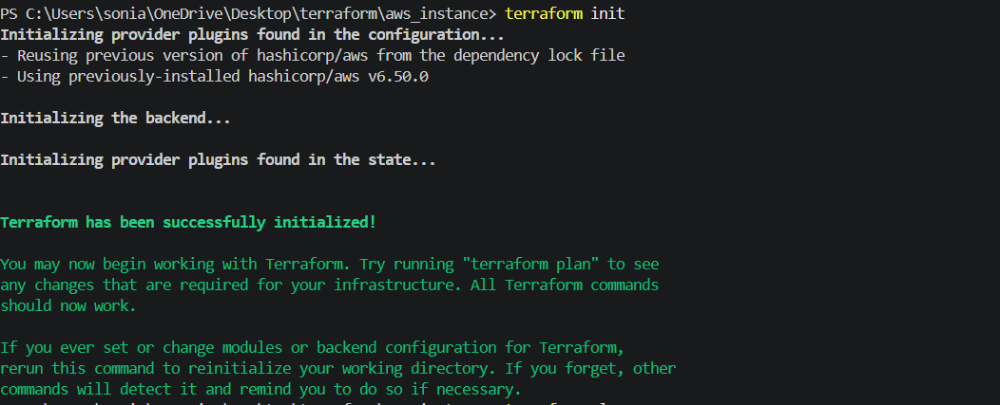 PS C:\Users\sonia\OneDrive\Desktop\terraform\aws_instance> terraform init
Initializing provider plugins found in the configuration...
- Reusing previous version of hashicorp/aws from the dependency lock file
- Using previously-installed hashicorp/aws v6.50.0
Initializing the backend...
Initializing provider plugins found in the state...
Terraform has been successfully initialized!
You may now begin working with Terraform. Try running "terraform plan" to see
any changes that are required for your infrastructure. All Terraform commands
should now work.
If you ever set or change modules or backend configuration for Terraform,
rerun this command to reinitialize your working directory. If you forget, other
commands will detect it and remind you to do so if necessary.